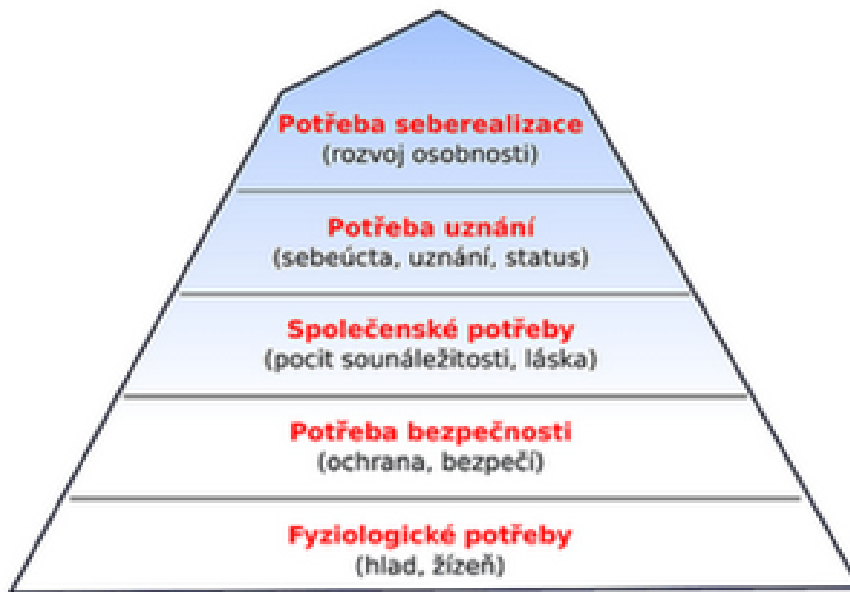 Potřeba seberealizace
(rozvoj osobnosti)
Potřeba uznání
(sebeúcta, uznání, status)
Společenské potřeby
(pocit sounáležitosti, láska)
Potřeba bezpečnosti
(ochrana, bezpečí)
Fyziologické potřeby
(hlad, žízeň)